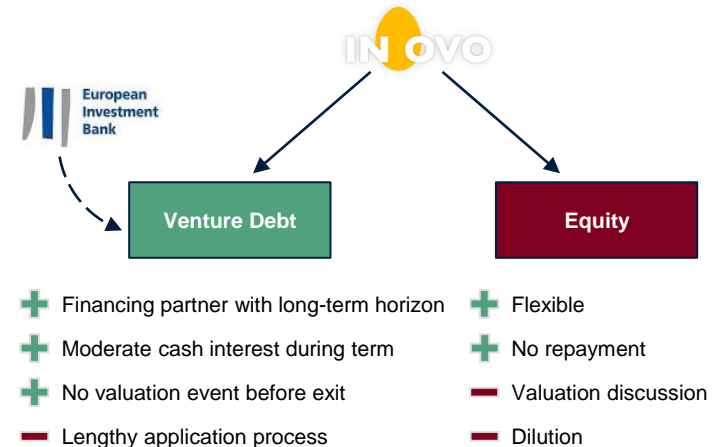 IN OVO
European
Investment
Bank
Venture Debt
Equity
Financing partner with long-term horizon
Moderate cash interest during term
No valuation event before exit
Lengthy application process
Flexible
No repayment
Valuation discussion
Dilution